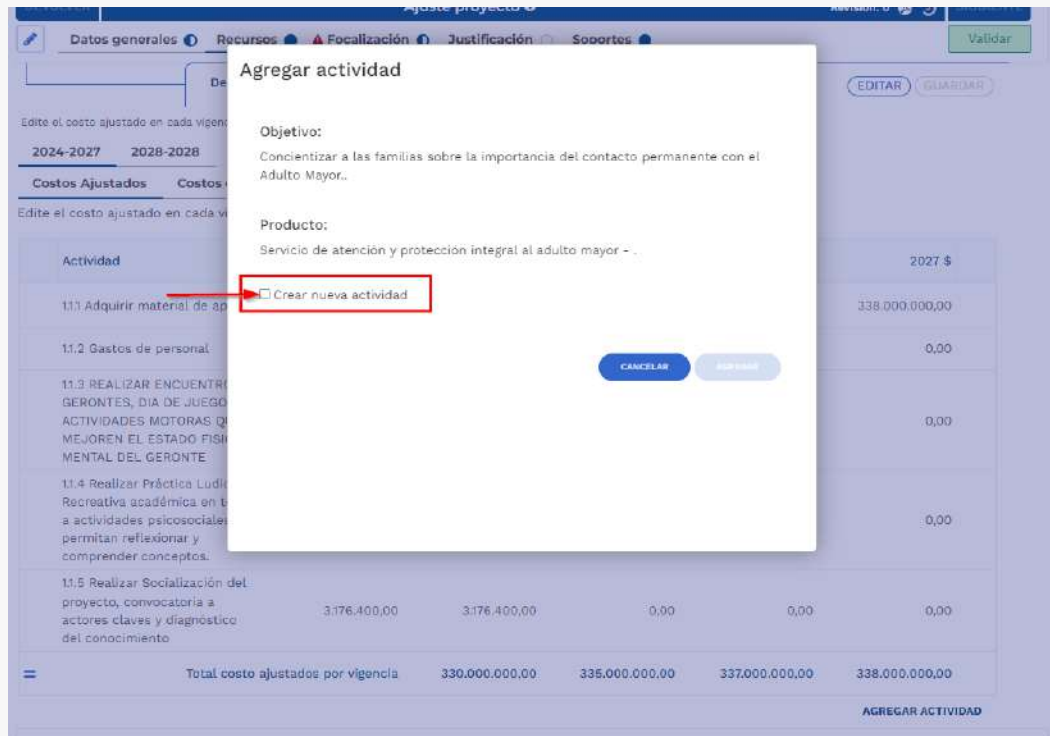 Ajuste proyecto
Revisión: 0
Datos generales Recursos Focalización Justificación Soportes
Validar
Agregar actividad
De
EDITAR GUARDAR
Objetivo:
Concientizar a las familias sobre la importancia del contacto permanente con el
Adulto Mayor..
Edite el costo ajustado en cada vigenc
2024-2027 2028-2028
Costos Ajustados Costos
Edite el costo ajustado en cada vi
Producto:
Servicio de atención y protección integral al adulto mayor - .
Crear nueva actividad
CANCELAR AGREGAR
Actividad 2027 $
1.1.1 Adquirir material de ap 338.000.000,00
1.1.2 Gastos de personal 0,00
1.1.3 REALIZAR ENCUENTR
GERONTES, DIA DE JUEGO
ACTIVIDADES MOTORAS Q 0,00
MEJOREN EL ESTADO FISI
MENTAL DEL GERONTE
1.1.4 Realizar Práctica Ludic
Recreativa académica en t
a actividades psicosociale 0,00
permitan reflexionar y
comprender conceptos.
1.1.5 Realizar Socialización del
proyecto, convocatoria a
actores claves y diagnóstico 3.176.400,00 3.176.400,00 0,00 0,00 0,00
del conocimiento
= Total costo ajustados por vigencia 330.000.000,00 335.000.000,00 337.000.000,00 338.000.000,00
AGREGAR ACTIVIDAD